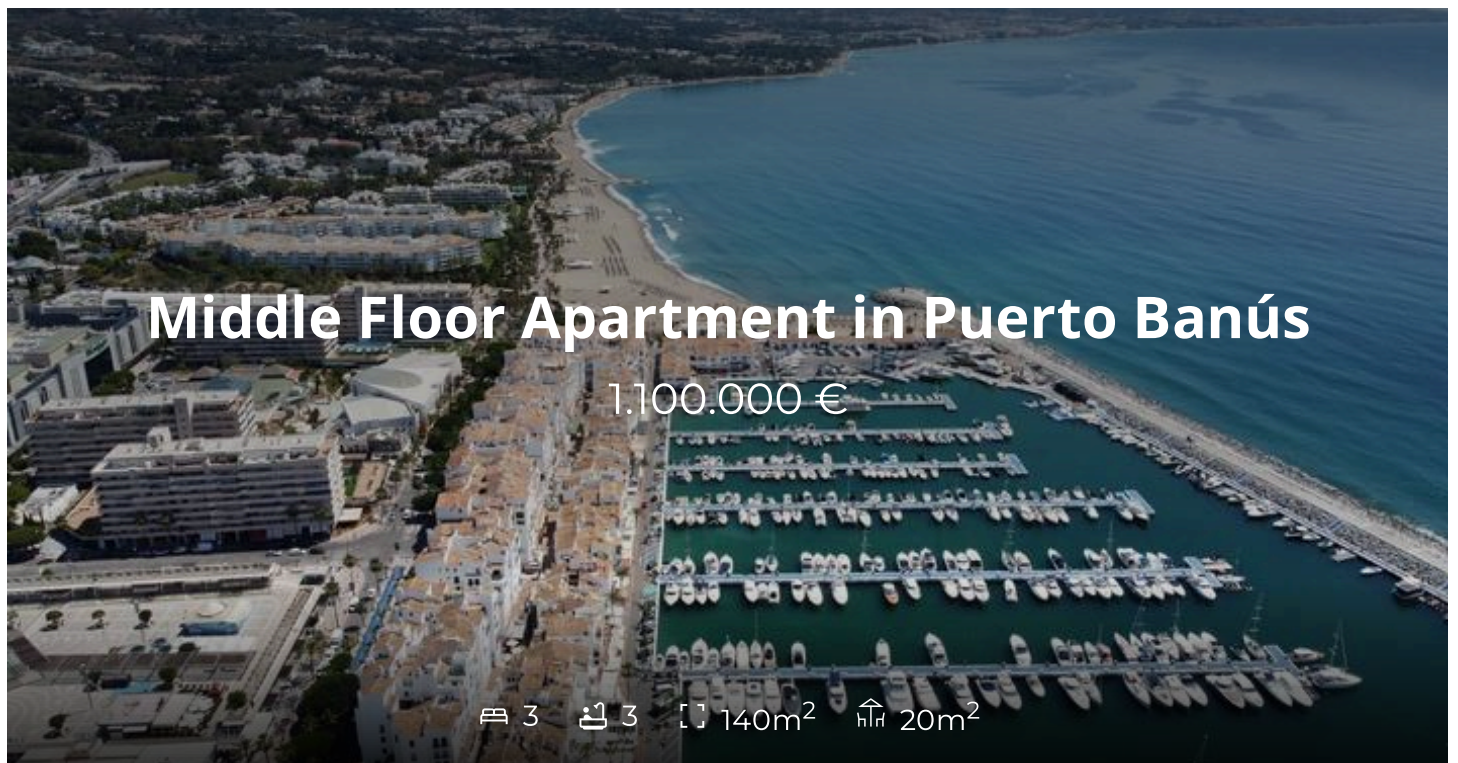 Middle Floor Apartment in Puerto Banús
1.100.000 €
3 3 140m² 20m²